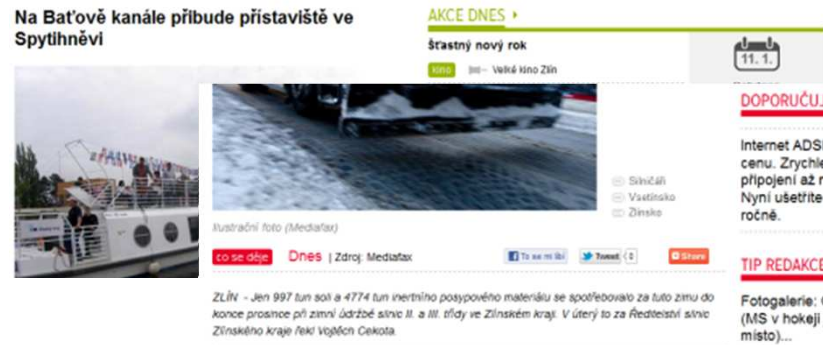 Na Baťově kanále přibude přístaviště ve
Spytihněvi
AKCE DNES
Šťastný nový rok
kino
Velké kino Zlín
11. 1.
DOPORUČUJ
Internet ADS
cenu. Zrychle
připojení až
Nyní ušetříte
ročně.
Silničáři
Vsetínsko
Zlínsko
Ilustrační foto (Mediafax)
co se děje Dnes | Zdroj: Mediafax
To se mi líbí Tweet 0 Share
TIP REDAKCE
ZLÍN - Jen 997 tun soli a 4774 tun inertního posypového materiálu se spotřebovalo za tuto zimu do
konce prosince při zimní údržbě silnic II. a III. třídy ve Zlínském kraji. V úterý to za Ředitelství silnic
Zlínského kraje řekl Vojtěch Cekota.
Fotogalerie:
(MS v hokeji
místo)...